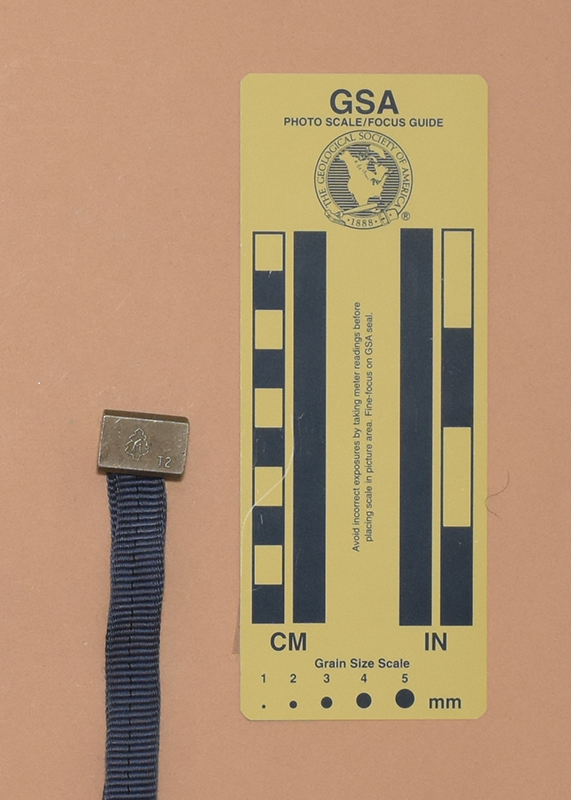 GSA
PHOTO SCALE/FOCUS GUIDE
THE GEOLOGICAL SOCIETY OF AMERICA
· 1888 ·
®
Avoid incorrect exposures by taking meter readings before
placing scale in picture area. Fine-focus on GSA seal.
T2
CM
IN
Grain Size Scale
1 2 3 4 5
mm